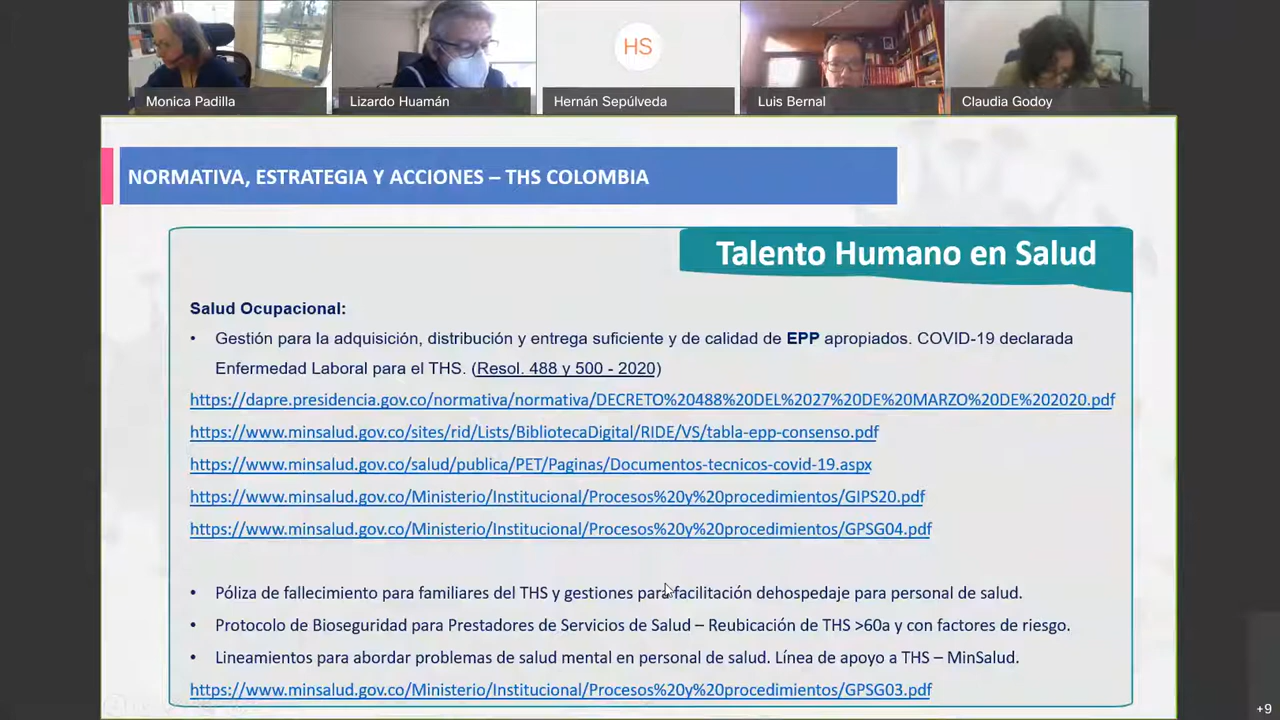 HS
Monica Padilla
Lizardo Huamán
Hernán Sepúlveda
Luis Bernal
Claudia Godoy
NORMATIVA, ESTRATEGIA Y ACCIONES – THS COLOMBIA
Talento Humano en Salud
Salud Ocupacional:
• Gestión para la adquisición, distribución y entrega suficiente y de calidad de EPP apropiados. COVID-19 declarada
Enfermedad Laboral para el THS. (Resol. 488 y 500 - 2020)
https://dapre.presidencia.gov.co/normativa/normativa/DECRETO%20488%20DEL%2027%20DE%20MARZO%20DE%202020.pdf
https://www.minsalud.gov.co/sites/rid/Lists/BibliotecaDigital/RIDE/VS/tabla-epp-consenso.pdf
https://www.minsalud.gov.co/salud/publica/PET/Paginas/Documentos-tecnicos-covid-19.aspx
https://www.minsalud.gov.co/Ministerio/Institucional/Procesos%20y%20procedimientos/GIPS20.pdf
https://www.minsalud.gov.co/Ministerio/Institucional/Procesos%20y%20procedimientos/GPSG04.pdf
• Póliza de fallecimiento para familiares del THS y gestiones para facilitación dehospedaje para personal de salud.
• Protocolo de Bioseguridad para Prestadores de Servicios de Salud – Reubicación de THS >60a y con factores de riesgo.
• Lineamientos para abordar problemas de salud mental en personal de salud. Línea de apoyo a THS – MinSalud.
https://www.minsalud.gov.co/Ministerio/Institucional/Procesos%20y%20procedimientos/GPSG03.pdf
+9